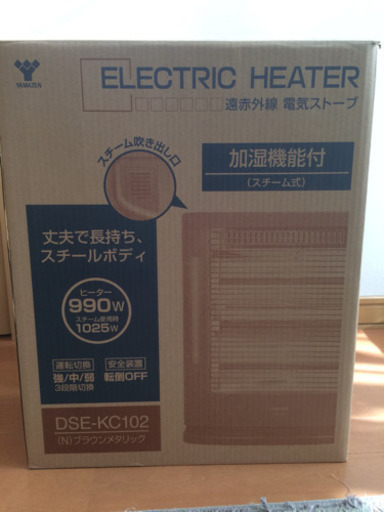 YAMAZEN
ELECTRIC HEATER
遠赤外線 電気ストーブ
スチーム吹き出し口
加湿機能付
(スチーム式)
丈夫で長持ち、
スチールボディ
ヒーター
990W
スチーム使用時
1025W
運転切換
強/中/弱
3段階切換
安全装置
転倒OFF
DSE-KC102
(N)ブラウンメタリック